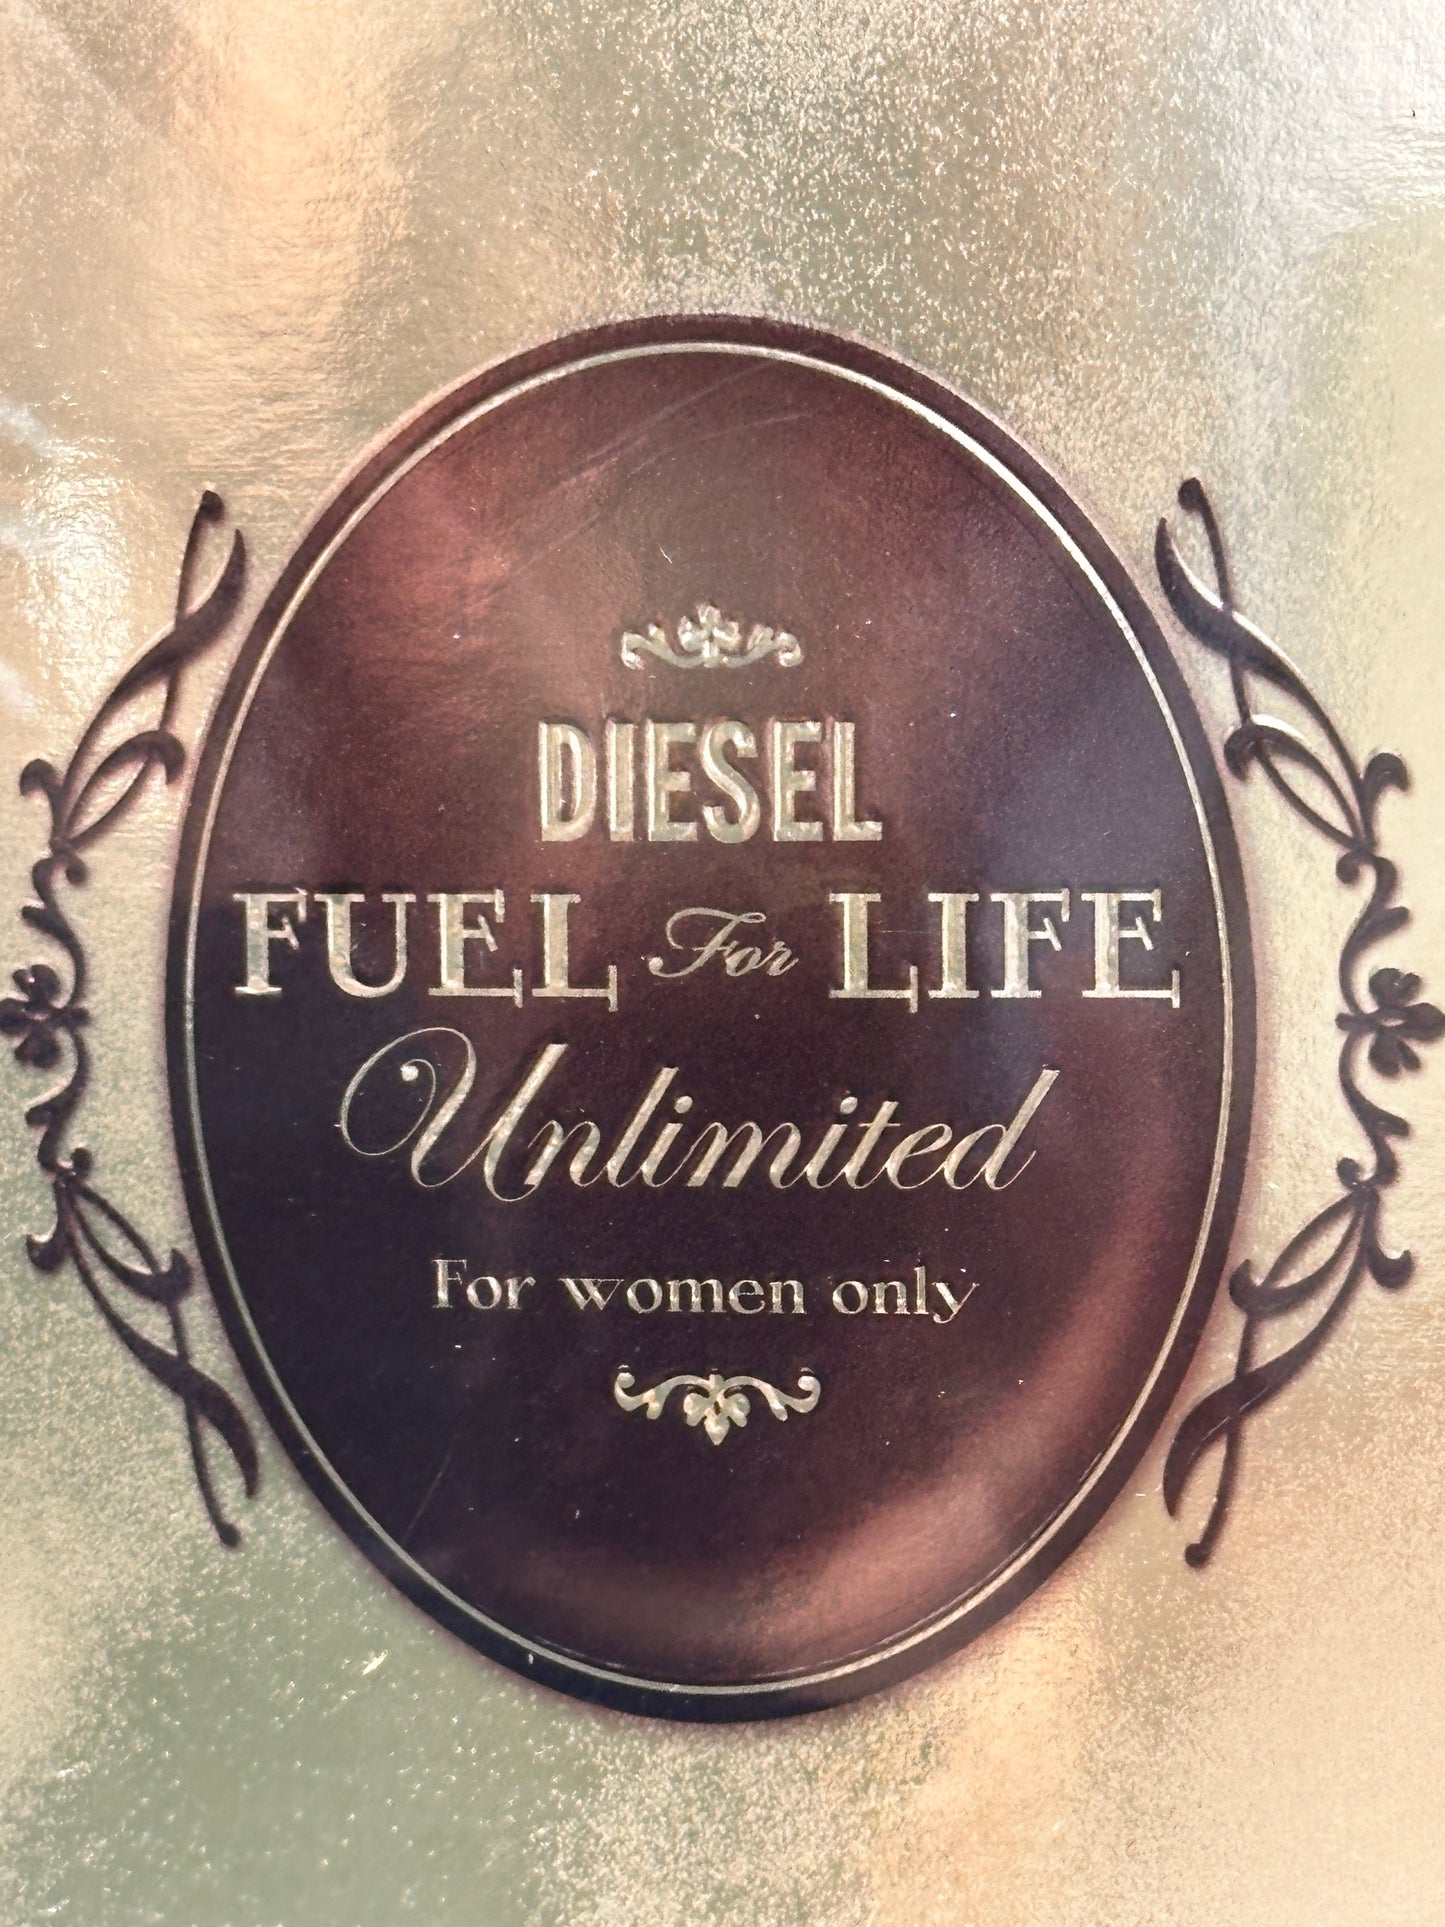 DIESEL
FUEL For LIFE
Unlimited
For women only